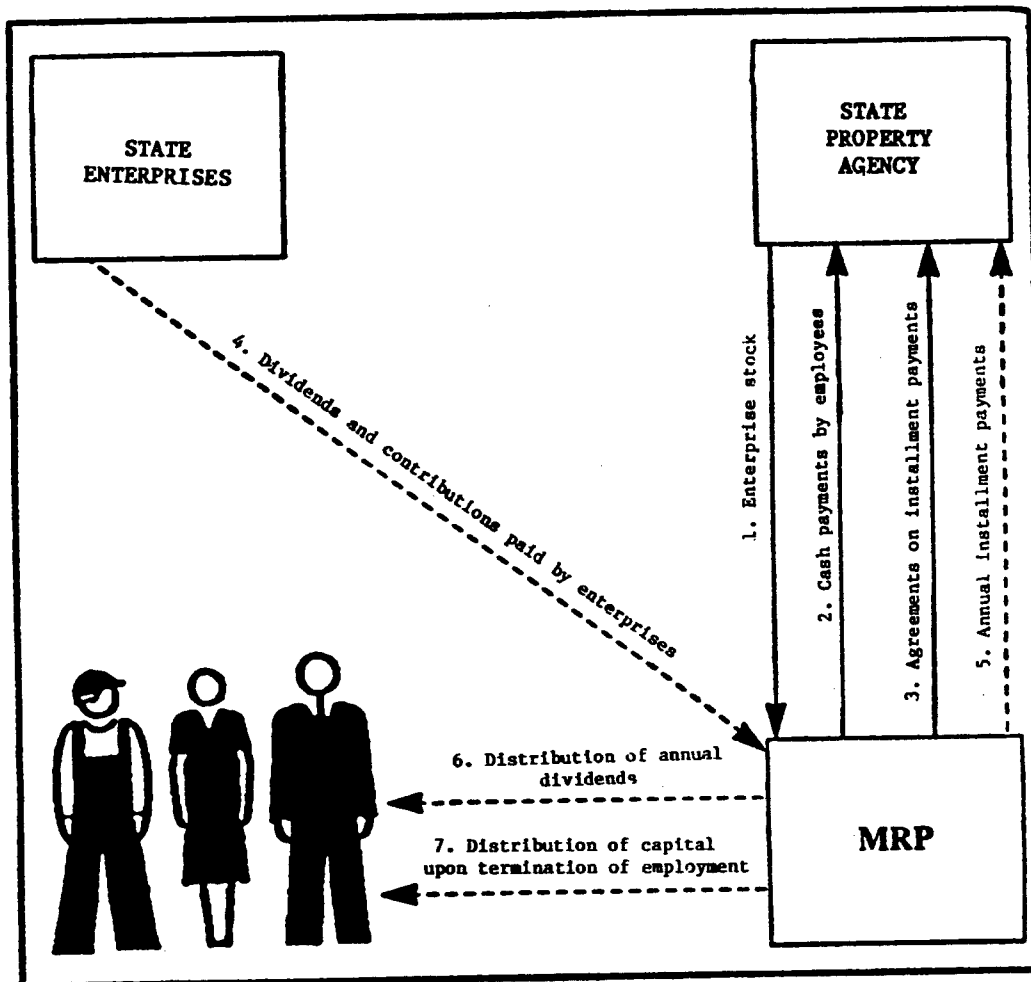 STATE
ENTERPRISES
STATE
PROPERTY
AGENCY
1. Enterprise stock
2. Cash payments by employees
3. Agreements on installment payments
5. Annual installment payments
4. Dividends and contributions paid by enterprises
6. Distribution of annual
dividends
7. Distribution of capital
upon termination of employment
MRP